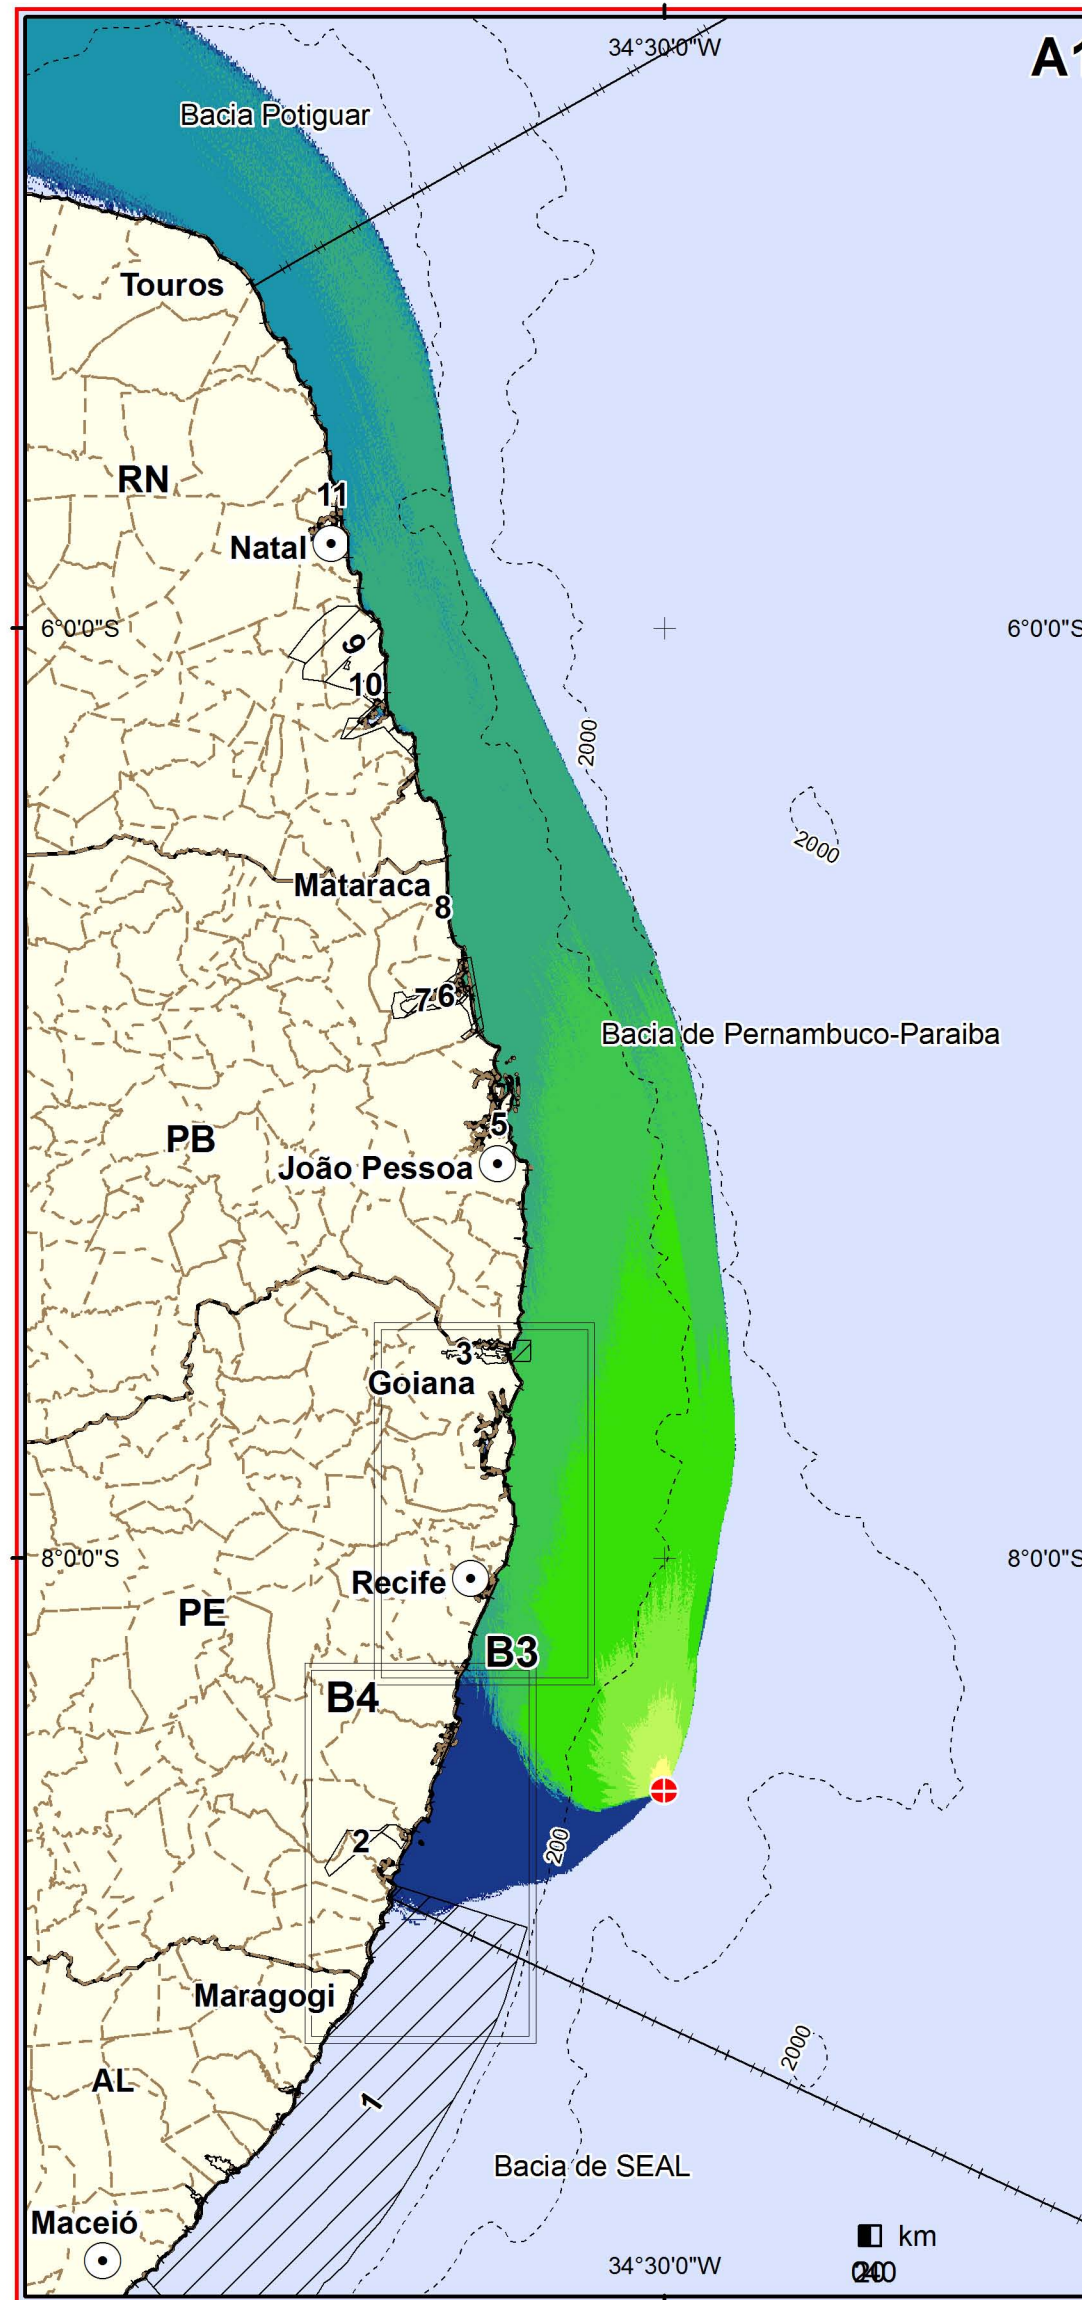 34°30'0"W
A1
Bacia Potiguar
Touros
RN
11
Natal
6°0'0"S
6°0'0"S
9
10
2000
2000
Mataraca
8
7
6
Bacia de Pernambuco-Paraiba
5
PB
João Pessoa
3
Goiana
8°0'0"S
8°0'0"S
Recife
PE
B3
B4
2
200
Maragogi
2000
AL
1
Bacia de SEAL
Maceió
km
34°30'0"W